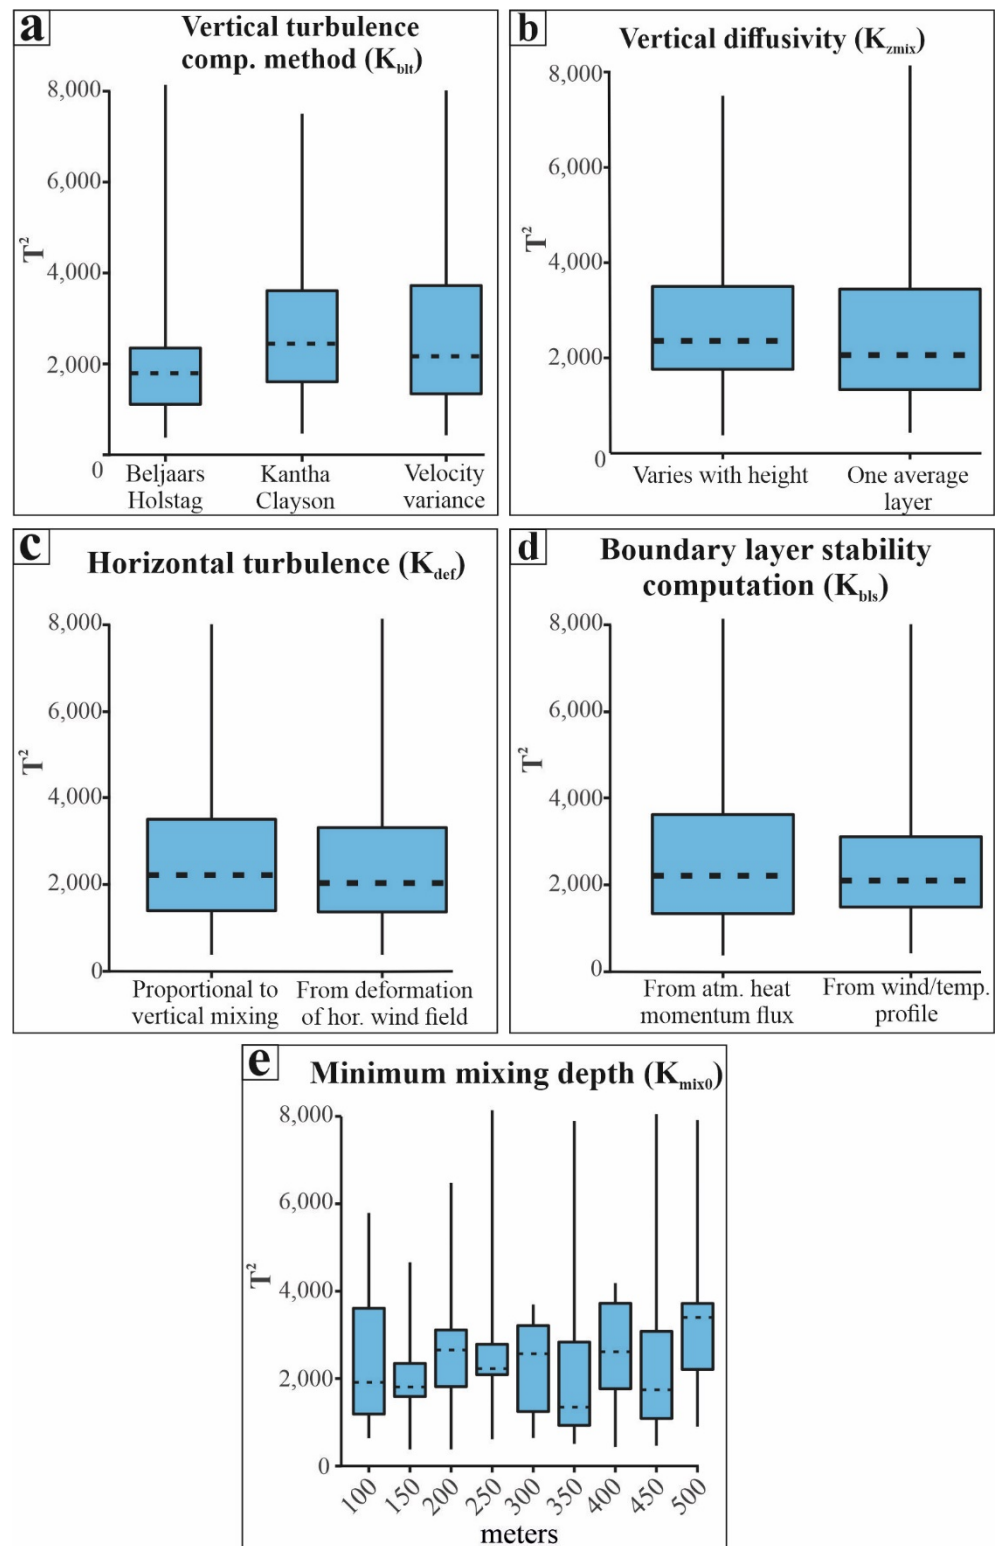 a
Vertical turbulence
comp. method (K_blt)
8,000
6,000
4,000
2,000
0
T²
Beljaars
Holstag
Kantha
Clayson
Velocity
variance
b
Vertical diffusivity (K_zmix)
8,000
6,000
4,000
2,000
0
T²
Varies with height
One average
layer
c
Horizontal turbulence (K_def)
8,000
6,000
4,000
2,000
0
T²
Proportional to
vertical mixing
From deformation
of hor. wind field
d
Boundary layer stability
computation (K_bls)
8,000
6,000
4,000
2,000
0
T²
From atm. heat
momentum flux
From wind/temp.
profile
e
Minimum mixing depth (K_mix0)
8,000
6,000
4,000
2,000
0
T²
100
150
200
250
300
350
400
450
500
meters